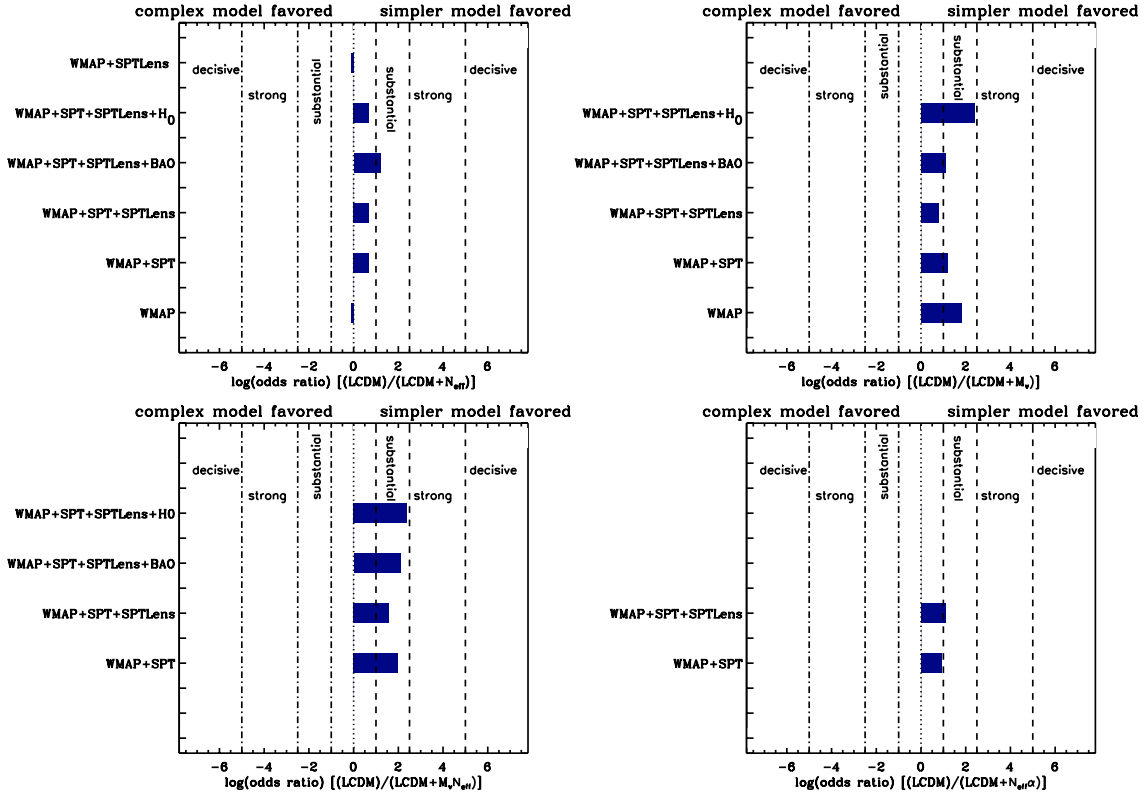 complex model favored simpler model favored
WMAP+SPTLens
decisive decisive
strong substantial substantial strong
WMAP+SPT+SPTLens+H0
WMAP+SPT+SPTLens+BAO
WMAP+SPT+SPTLens
WMAP+SPT
WMAP
-6 -4 -2 0 2 4 6
log(odds ratio) [(LCDM)/(LCDM+Neff)]
complex model favored simpler model favored
decisive decisive
strong substantial substantial strong
WMAP+SPT+SPTLens+H0
WMAP+SPT+SPTLens+BAO
WMAP+SPT+SPTLens
WMAP+SPT
WMAP
-6 -4 -2 0 2 4 6
log(odds ratio) [(LCDM)/(LCDM+Mν)]
complex model favored simpler model favored
decisive decisive
strong substantial substantial strong
WMAP+SPT+SPTLens+H0
WMAP+SPT+SPTLens+BAO
WMAP+SPT+SPTLens
WMAP+SPT
-6 -4 -2 0 2 4 6
log(odds ratio) [(LCDM)/(LCDM+MνNeff)]
complex model favored simpler model favored
decisive decisive
strong substantial substantial strong
WMAP+SPT+SPTLens
WMAP+SPT
-6 -4 -2 0 2 4 6
log(odds ratio) [(LCDM)/(LCDM+Neffα)]